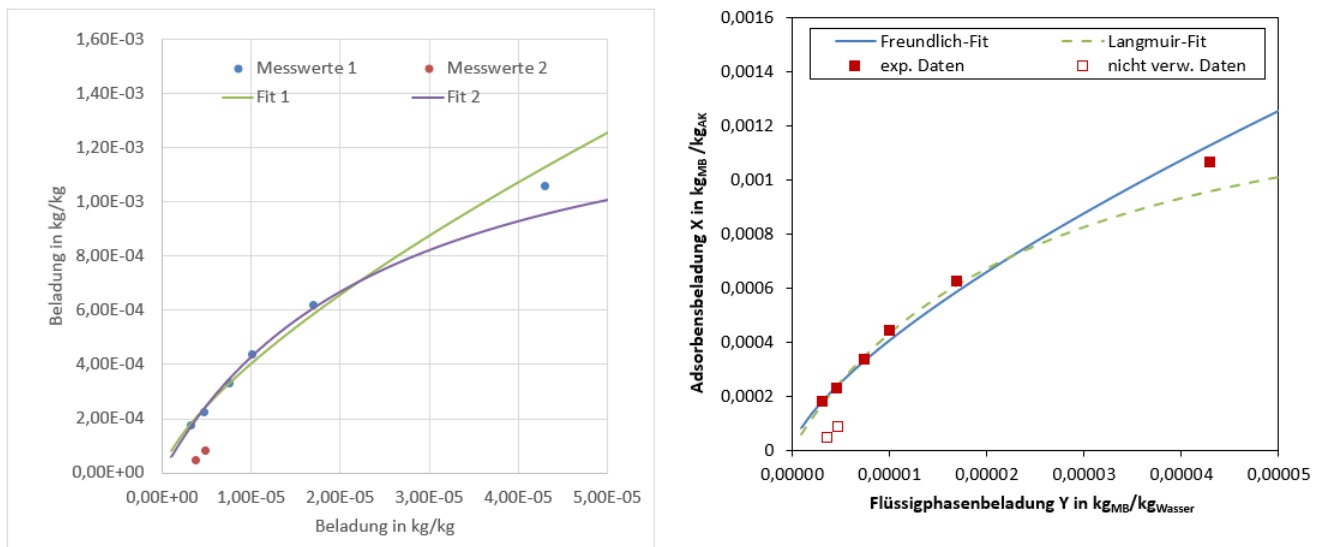 1,60E-03
1,40E-03
1,20E-03
1,00E-03
8,00E-04
6,00E-04
4,00E-04
2,00E-04
0,00E+00
Beladung in kg/kg
Messwerte 1 Messwerte 2
Fit 1 Fit 2
0,00E+00 1,00E-05 2,00E-05 3,00E-05 4,00E-05 5,00E-05
Beladung in kg/kg
0,0016
0,0014
0,0012
0,001
0,0008
0,0006
0,0004
0,0002
0
Adsorbensbeladung X in kgMB/kgAK
Freundlich-Fit Langmuir-Fit
exp. Daten nicht verw. Daten
0,00000 0,00001 0,00002 0,00003 0,00004 0,00005
Flüssigphasenbeladung Y in kgMB/kgWasser